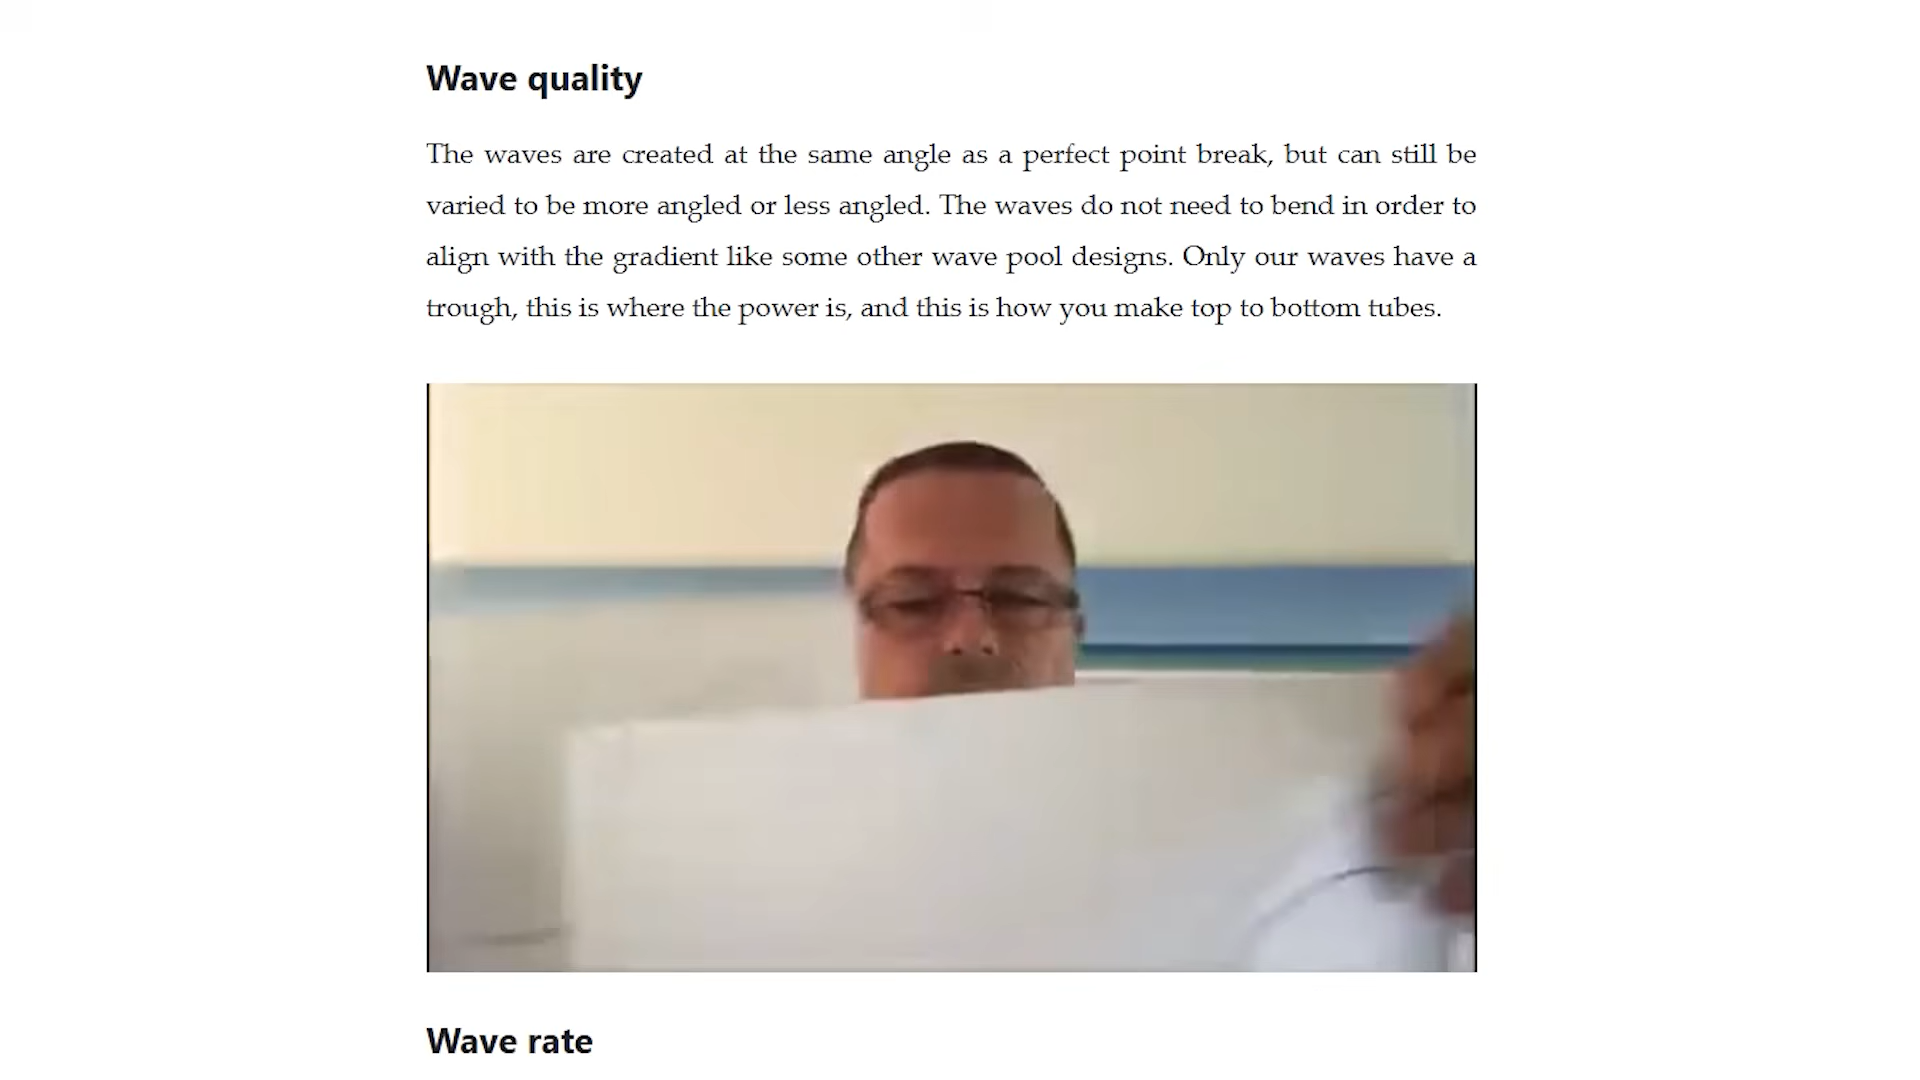 Wave quality
The waves are created at the same angle as a perfect point break, but can still be
varied to be more angled or less angled. The waves do not need to bend in order to
align with the gradient like some other wave pool designs. Only our waves have a
trough, this is where the power is, and this is how you make top to bottom tubes.
Wave rate